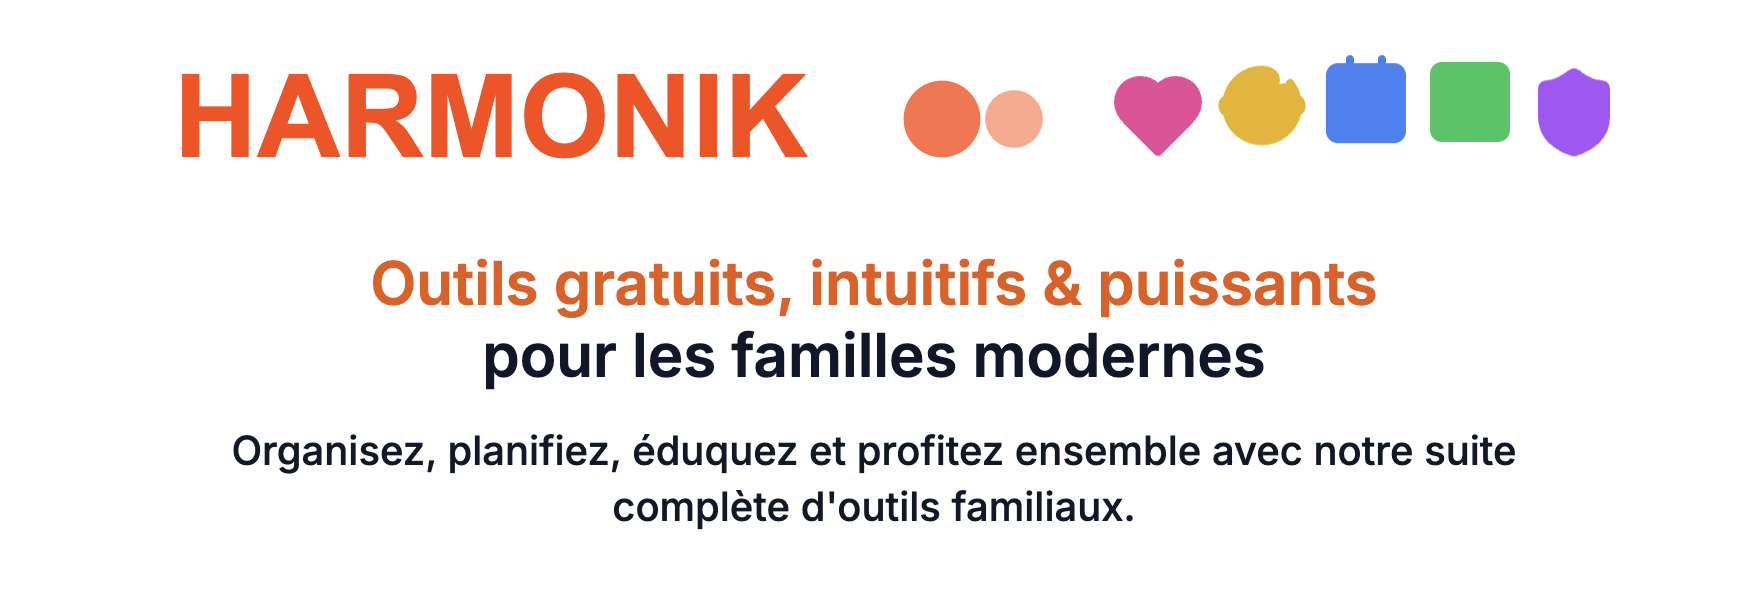 HARMONIK
Outils gratuits, intuitifs & puissants
pour les familles modernes
Organisez, planifiez, éduquez et profitez ensemble avec notre suite
complète d'outils familiaux.